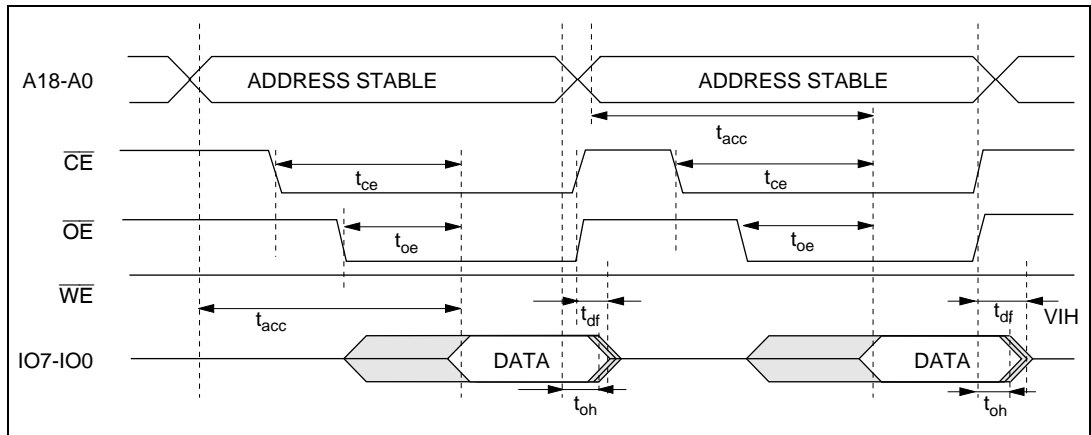 A18-A0 ADDRESS STABLE ADDRESS STABLE
tacc
CE tce tce
OE toe toe
WE
tacc tdf tdf VIH
IO7-IO0 DATA DATA
toh toh